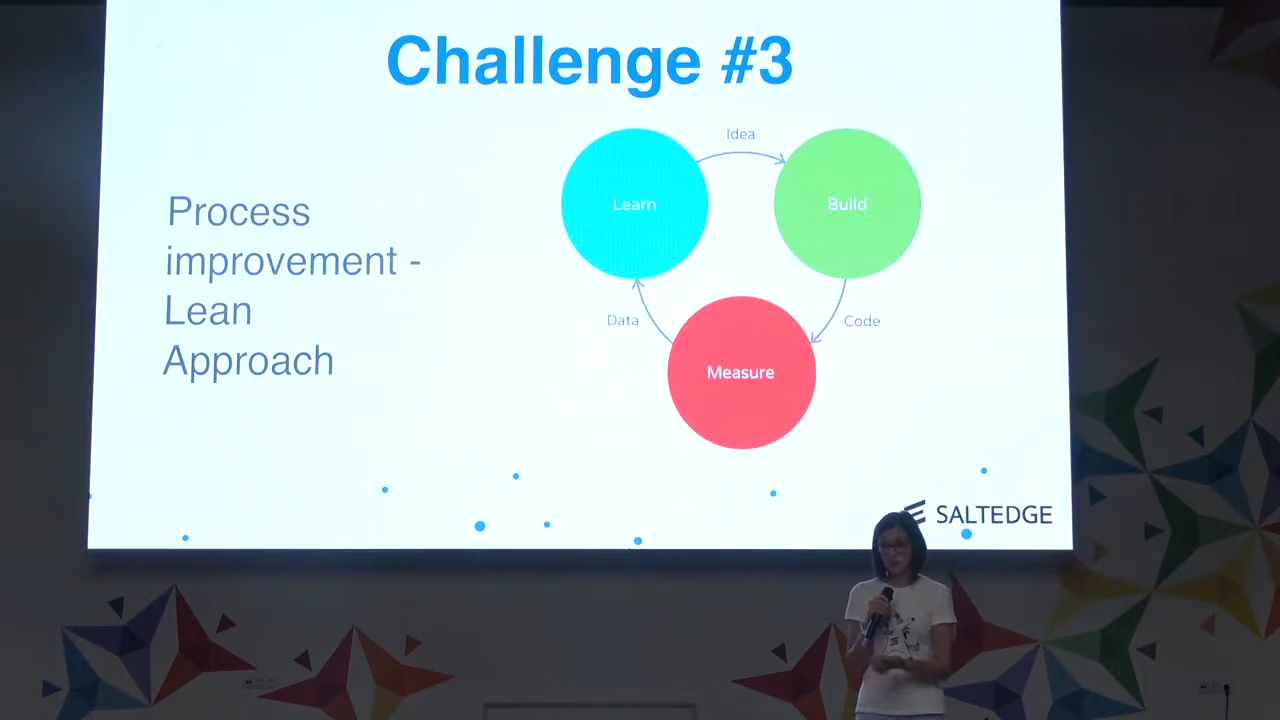 Challenge #3
Process
improvement -
Lean
Approach
Idea
Learn
Build
Data
Code
Measure
SALTEDGE